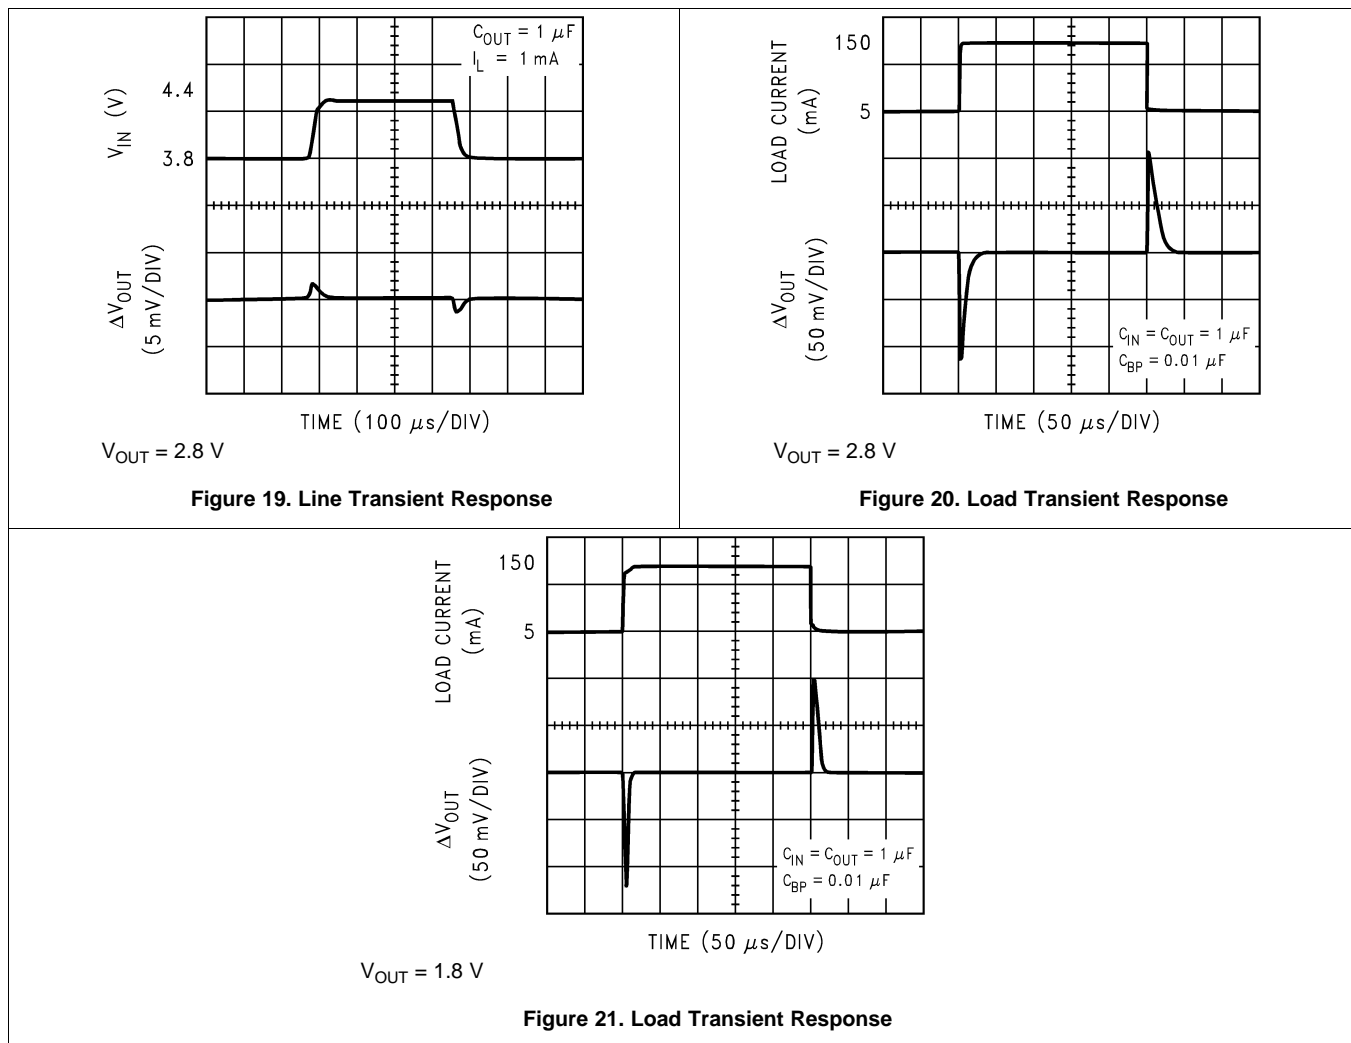 C_OUT = 1 μF
I_L = 1 mA
V_IN (V)
4.4
3.8
ΔV_OUT
(5 mV/DIV)
TIME (100 μs/DIV)
V_OUT = 2.8 V
Figure 19. Line Transient Response
LOAD CURRENT
(mA)
150
5
ΔV_OUT
(50 mV/DIV)
C_IN = C_OUT = 1 μF
C_BP = 0.01 μF
TIME (50 μs/DIV)
V_OUT = 2.8 V
Figure 20. Load Transient Response
LOAD CURRENT
(mA)
150
5
ΔV_OUT
(50 mV/DIV)
C_IN = C_OUT = 1 μF
C_BP = 0.01 μF
TIME (50 μs/DIV)
V_OUT = 1.8 V
Figure 21. Load Transient Response